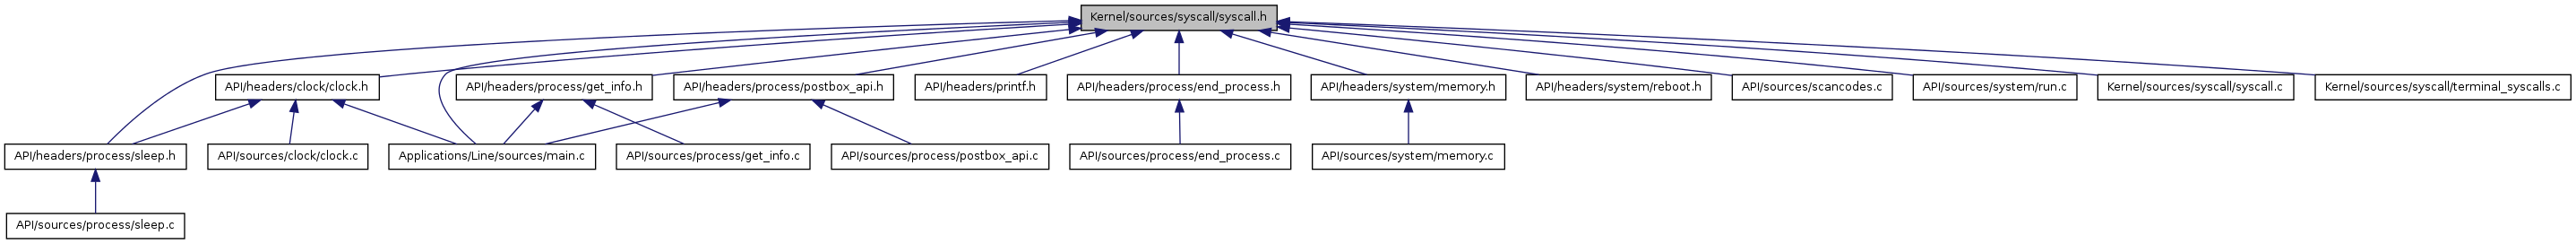 Kernel/sources/syscall/syscall.h
API/headers/clock/clock.h
API/headers/process/get_info.h
API/headers/process/postbox_api.h
API/headers/printf.h
API/headers/process/end_process.h
API/headers/system/memory.h
API/headers/system/reboot.h
API/sources/scancodes.c
API/sources/system/run.c
Kernel/sources/syscall/syscall.c
Kernel/sources/syscall/terminal_syscalls.c
API/headers/process/sleep.h
API/sources/clock/clock.c
Applications/Line/sources/main.c
API/sources/process/get_info.c
API/sources/process/postbox_api.c
API/sources/process/end_process.c
API/sources/system/memory.c
API/sources/process/sleep.c